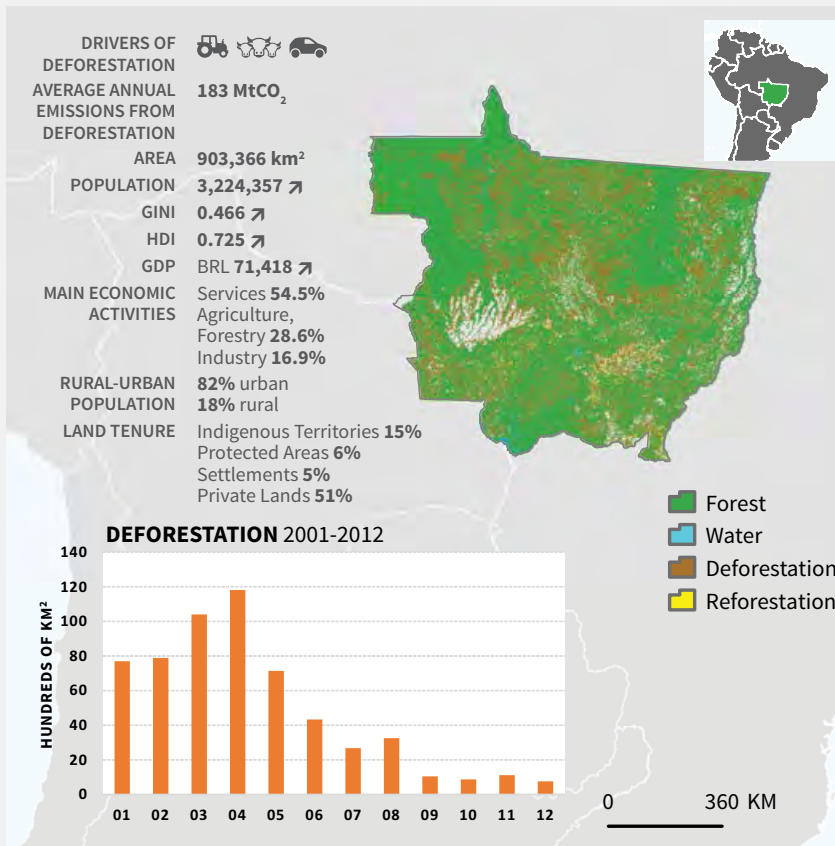 DRIVERS OF
DEFORESTATION
AVERAGE ANNUAL
EMISSIONS FROM
DEFORESTATION
183 MtCO₂
AREA 903,366 km²
POPULATION 3,224,357 ↗
GINI 0.466 ↗
HDI 0.725 ↗
GDP BRL 71,418 ↗
MAIN ECONOMIC
ACTIVITIES
Services 54.5%
Agriculture,
Forestry 28.6%
Industry 16.9%
RURAL-URBAN
POPULATION
82% urban
18% rural
LAND TENURE
Indigenous Territories 15%
Protected Areas 6%
Settlements 5%
Private Lands 51%
Forest
Water
Deforestation
Reforestation
DEFORESTATION 2001-2012
HUNDREDS OF KM²
140
120
100
80
60
40
20
0
01 02 03 04 05 06 07 08 09 10 11 12
0 360 KM